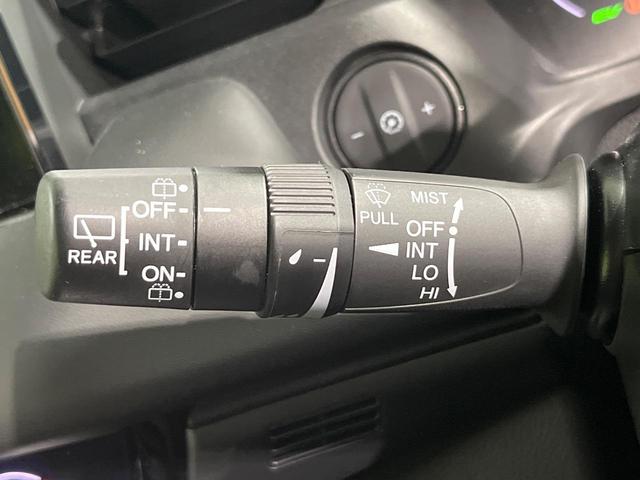 OFF
REAR
INT
ON
PULL
MIST
OFF
INT
LO
HI
- +